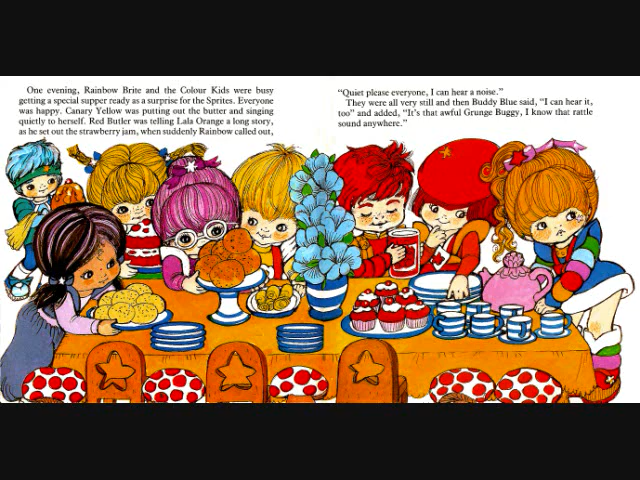 One evening, Rainbow Brite and the Colour Kids were busy
getting a special supper ready as a surprise for the Sprites. Everyone
was happy. Canary Yellow was putting out the butter and singing
quietly to herself. Red Butler was telling Lala Orange a long story,
as he set out the strawberry jam, when suddenly Rainbow called out,
“Quiet please everyone, I can hear a noise.”
They were all very still and then Buddy Blue said, “I can hear it,
too” and added, “It's that awful Grunge Buggy, I know that rattle
sound anywhere.”